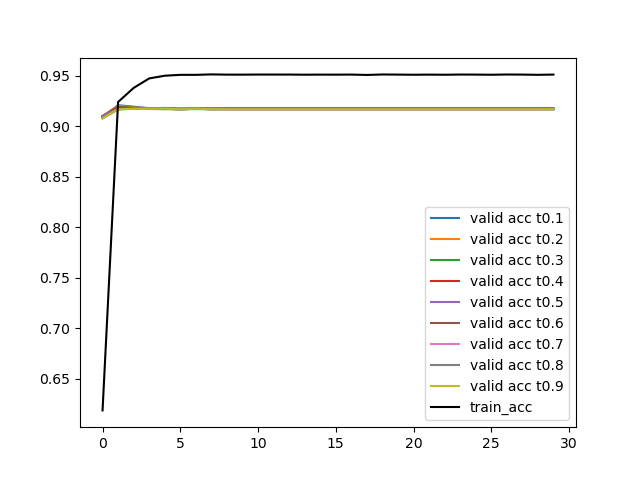 0.95
0.90
0.85
0.80
0.75
0.70
0.65
0
5
10
15
20
25
30
valid acc t0.1
valid acc t0.2
valid acc t0.3
valid acc t0.4
valid acc t0.5
valid acc t0.6
valid acc t0.7
valid acc t0.8
valid acc t0.9
train_acc